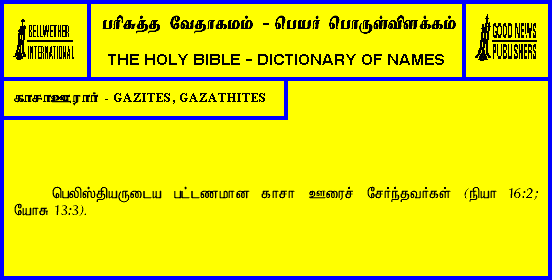 BELLWETHER
INTERNATIONAL
பரிசுத்த வேதாகமம் - பெயர் பொருள்விளக்கம்
THE HOLY BIBLE - DICTIONARY OF NAMES
GOOD NEWS
PUBLISHERS
காசாஊரார் - GAZITES, GAZATHITES
பெலிஸ்தியருடைய பட்டணமான காசா ஊரைச் சேர்ந்தவர்கள் (நியா 16:2;
யோசு 13:3).